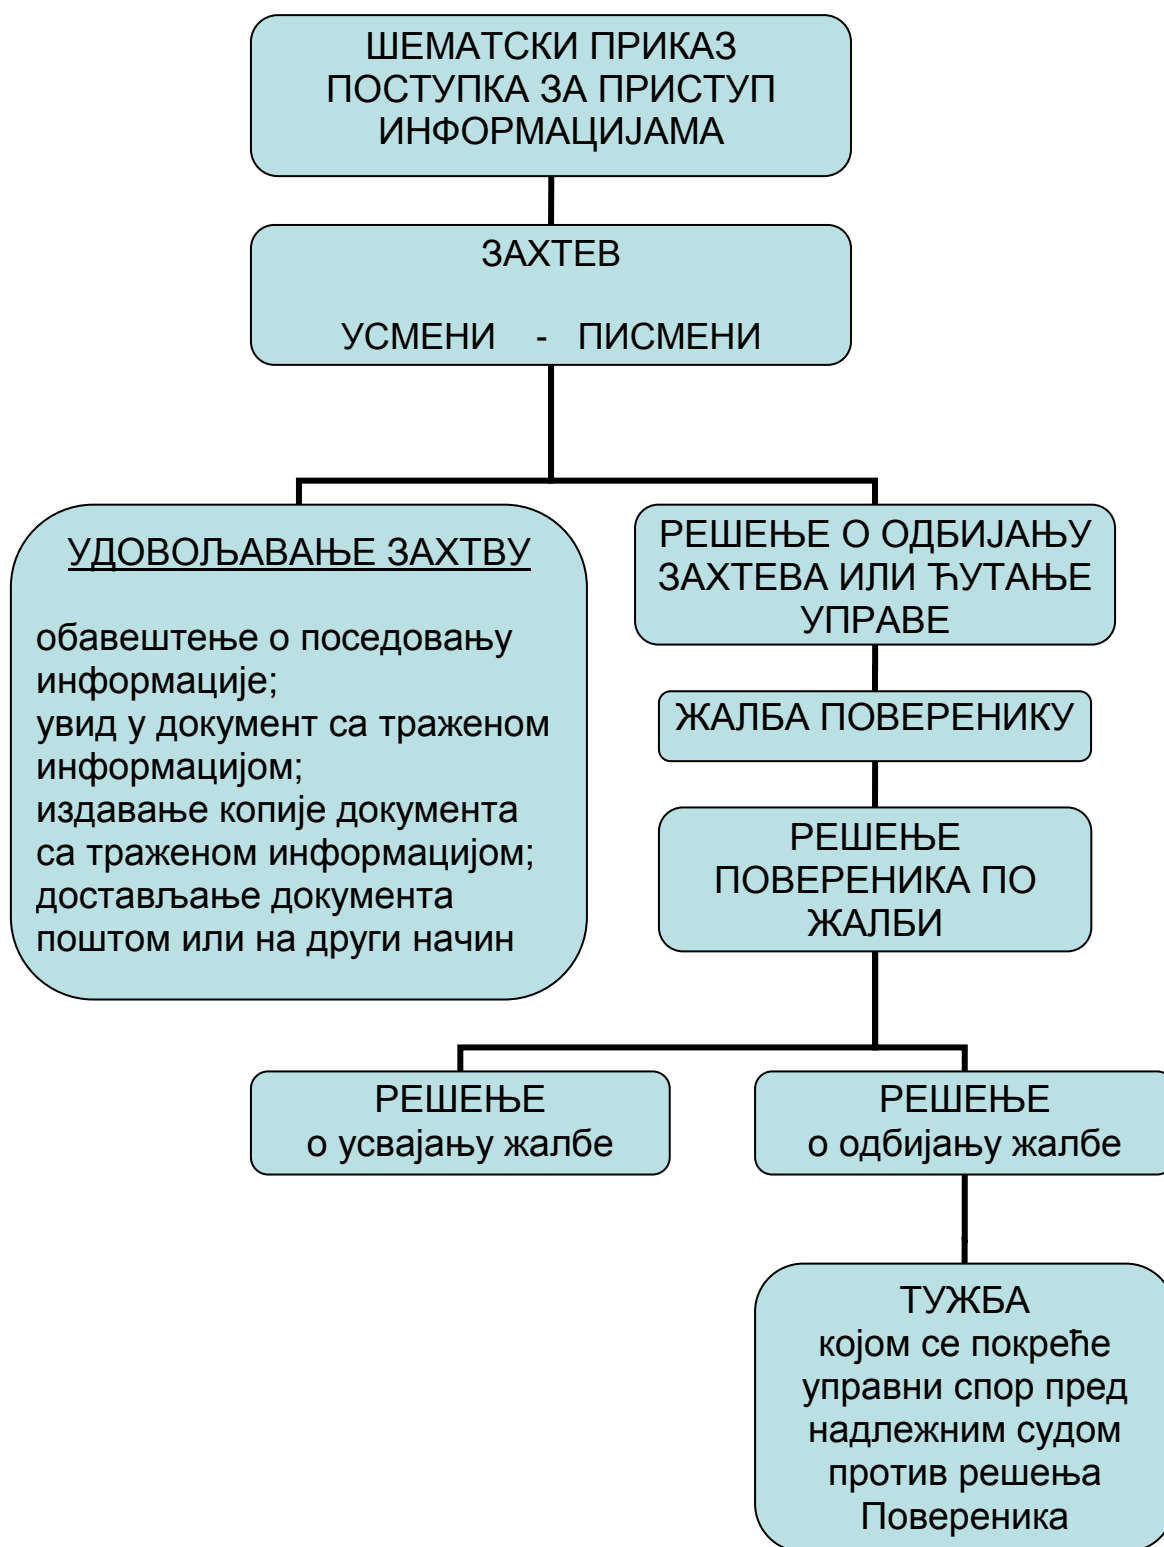 ШЕМАТСКИ ПРИКАЗ
ПОСТУПКА ЗА ПРИСТУП
ИНФОРМАЦИЈАМА
ЗАХТЕВ
УСМЕНИ - ПИСМЕНИ
УДОВОЉАВАЊЕ ЗАХТВУ
обавештење о поседовању
информације;
увид у документ са траженом
информацијом;
издавање копије документа
са траженом информацијом;
достављање документа
поштом или на други начин
РЕШЕЊЕ О ОДБИЈАЊУ
ЗАХТЕВА ИЛИ ЋУТАЊЕ
УПРАВЕ
ЖАЛБА ПОВЕРЕНИКУ
РЕШЕЊЕ
ПОВЕРЕНИКА ПО
ЖАЛБИ
РЕШЕЊЕ
о усвајању жалбе
РЕШЕЊЕ
о одбијању жалбе
ТУЖБА
којом се покреће
управни спор пред
надлежним судом
против решења
Повереника